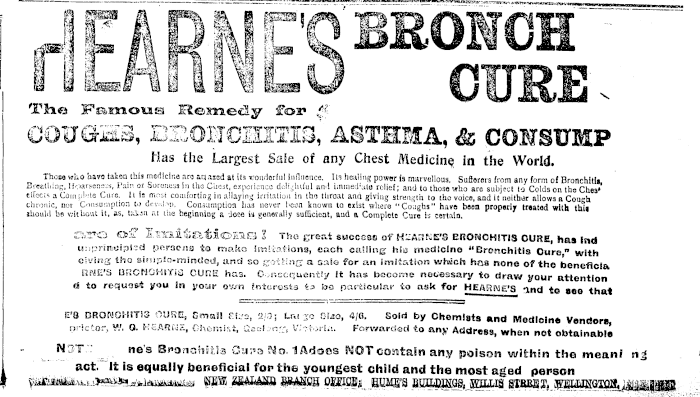 HEARNE'S BRONCH
CURE
The Famous Remedy for
COUGHS, BRONCHITIS, ASTHMA, & CONSUMP
Has the Largest Sale of any Chest Medicine in the World.
Those who have taken this medicine are amazed at its wonderful influence. Its healing power is marvellous. Sufferers from any form of Bronchitis,
Breathing, Hoarseness, Pain or Soreness in the Chest, experience delightful and immediate relief; and to those who are subject to Colds on the Ches
effects a Complete Cure. It is most comforting in allaying irritation in the throat and giving strength to the voice, and it neither allows a Cough
chronic, nor Consumption to develop. Consumption has never been known to exist where "Coughs" have been properly treated with this
should be without it, as, taken at the beginning a dose is generally sufficient, and a Complete Cure is certain.
are of Imitations! The great success of HEARNE'S BRONCHITIS CURE, has ind
unprincipled persons to make imitations, each calling his medicine "Bronchitis Cure," with
ceiving the simple-minded, and so getting a sale for an imitation which has none of the beneficia
RNE'S BRONCHITIS CURE has. Consequently it has become necessary to draw your attention
d to request you in your own interests to be particular to ask for HEARNE'S and to see that
E'S BRONCHITIS CURE, Small Size, 2/6; Large Size, 4/6. Sold by Chemists and Medicine Vendors,
prietor, W. G. HEARNE, Chemist, Geelong, Victoria. Forwarded to any Address, when not obtainable
NOT ne's Bronchitis Cure No. 1A does NOT contain any poison within the meani ng
act. It is equally beneficial for the youngest child and the most aged person
NEW ZEALAND BRANCH OFFICE; HUME'S BUILDINGS, WILLIS STREET, WELLINGTON,